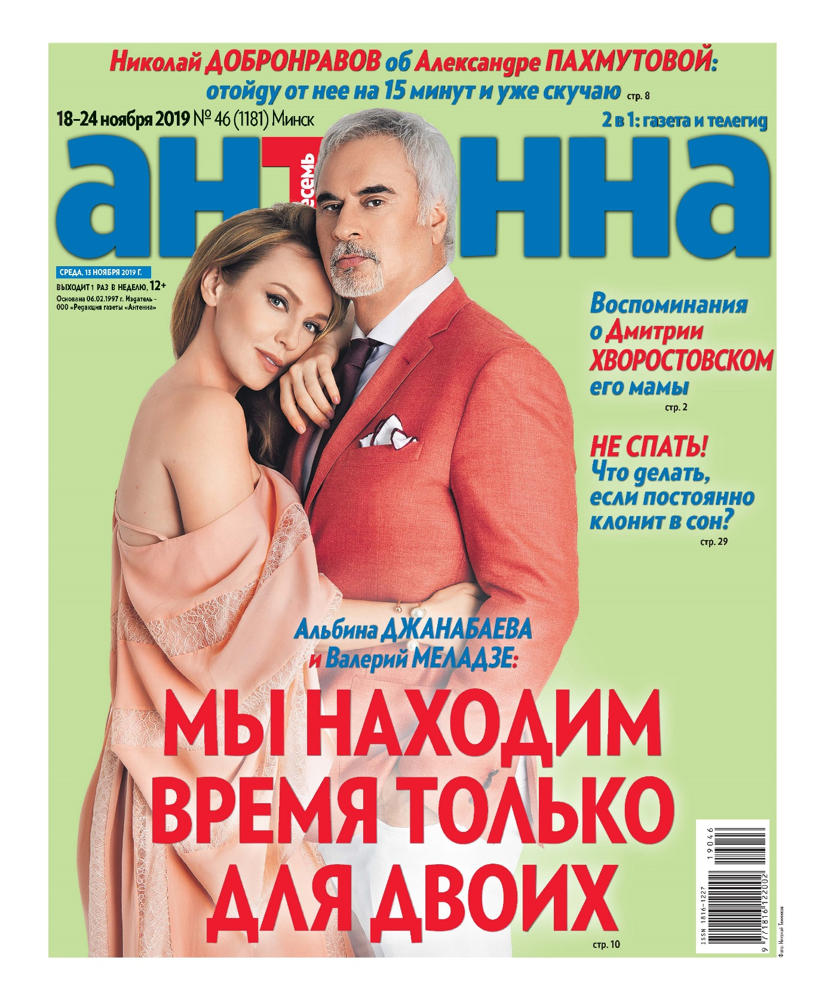 Николай ДОБРОНРАВОВ об Александре ПАХМУТОВОЙ:
отойду от нее на 15 минут и уже скучаю стр. 8
18–24 ноября 2019 № 46 (1181) Минск
2 в 1: газета и телегид
есемь
СРЕДА, 13 НОЯБРЯ 2019 Г.
ВЫХОДИТ 1 РАЗ В НЕДЕЛЮ, 12+
Основана 06.02.1997 г. Издатель –
ООО «Редакция газеты «Антенна»
Воспоминания
о Дмитрии
ХВОРОСТОВСКОМ
его мамы
стр. 2
НЕ СПАТЬ!
Что делать,
если постоянно
клонит в сон?
стр. 29
Альбина ДЖАНАБАЕВА
и Валерий МЕЛАДЗЕ:
МЫ НАХОДИМ
ВРЕМЯ ТОЛЬКО
ДЛЯ ДВОИХ
стр. 10
ISSN 1816-1227
19046
9 771816 122002
Фото: Николай Темников